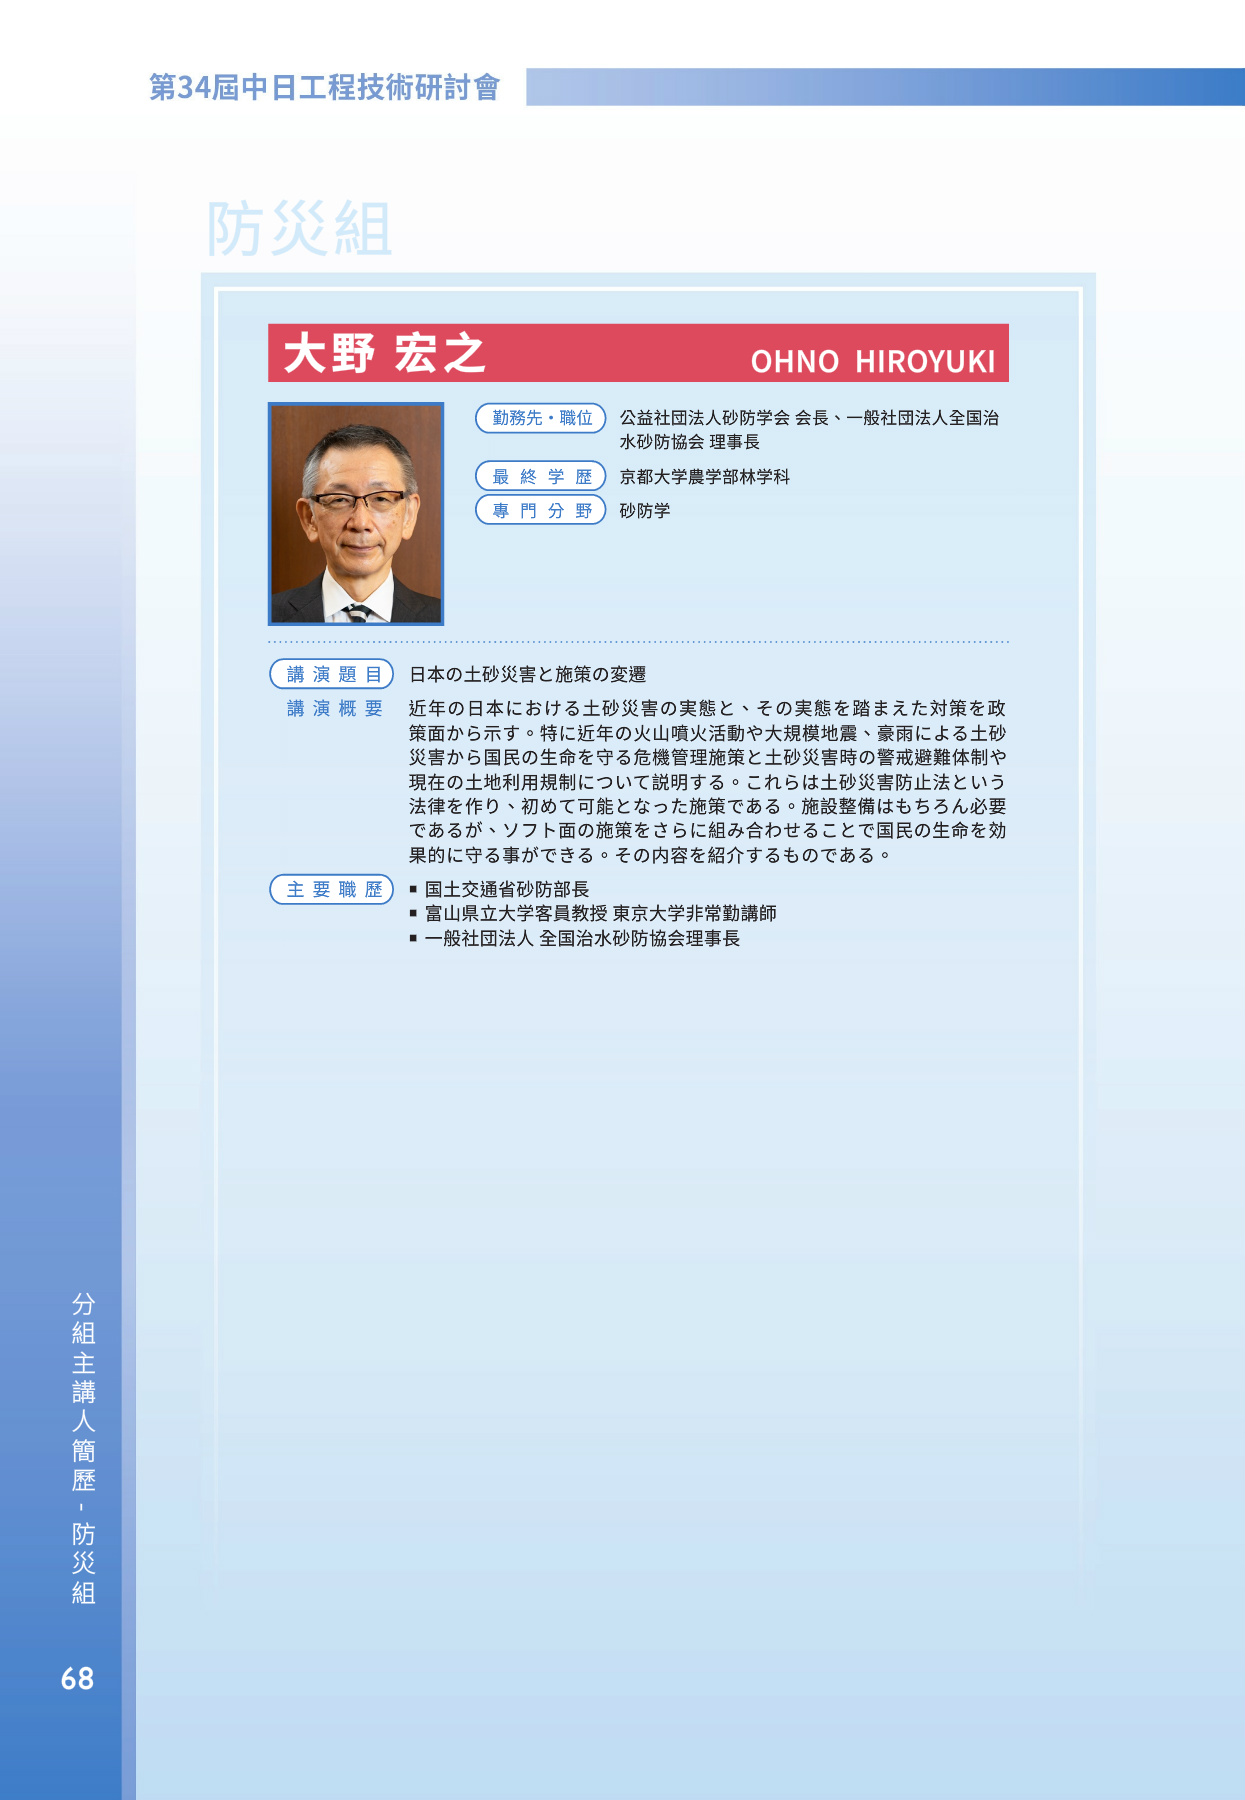 第34屆中日工程技術研討會
防災組
大野 宏之 OHNO HIROYUKI
勤務先・職位 公益社団法人砂防学会 会長、一般社団法人全国治
水砂防協会 理事長
最終学歷 京都大学農学部林学科
專門分野 砂防学
講演題目 日本の土砂災害と施策の変遷
講演概要 近年の日本における土砂災害の実態と、その実態を踏まえた対策を政
策面から示す。特に近年の火山噴火活動や大規模地震、豪雨による土砂
災害から国民の生命を守る危機管理施策と土砂災害時の警戒避難体制や
現在の土地利用規制について説明する。これらは土砂災害防止法という
法律を作り、初めて可能となった施策である。施設整備はもちろん必要
であるが、ソフト面の施策をさらに組み合わせることで国民の生命を効
果的に守る事ができる。その内容を紹介するものである。
主要職歷 ▪ 国土交通省砂防部長
▪ 富山県立大学客員教授 東京大学非常勤講師
▪ 一般社団法人 全国治水砂防協会理事長
分組主講人簡歷-防災組
68